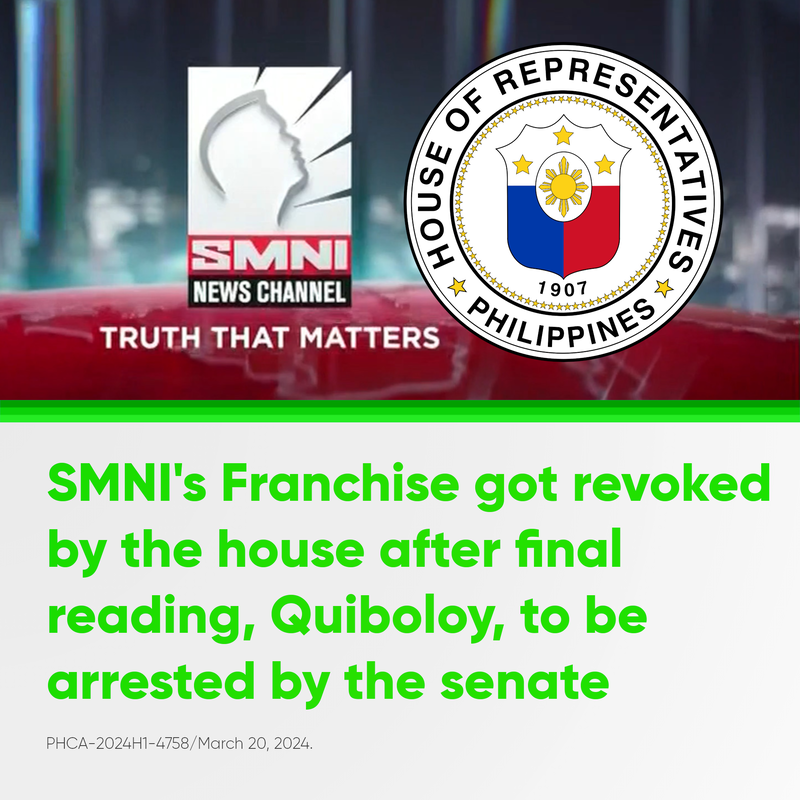 SMNI
NEWS CHANNEL
TRUTH THAT MATTERS
HOUSE OF REPRESENTATIVES
1907
PHILIPPINES
SMNI's Franchise got revoked
by the house after final
reading, Quiboloy, to be
arrested by the senate
PHCA-2024H1-4758/March 20, 2024.